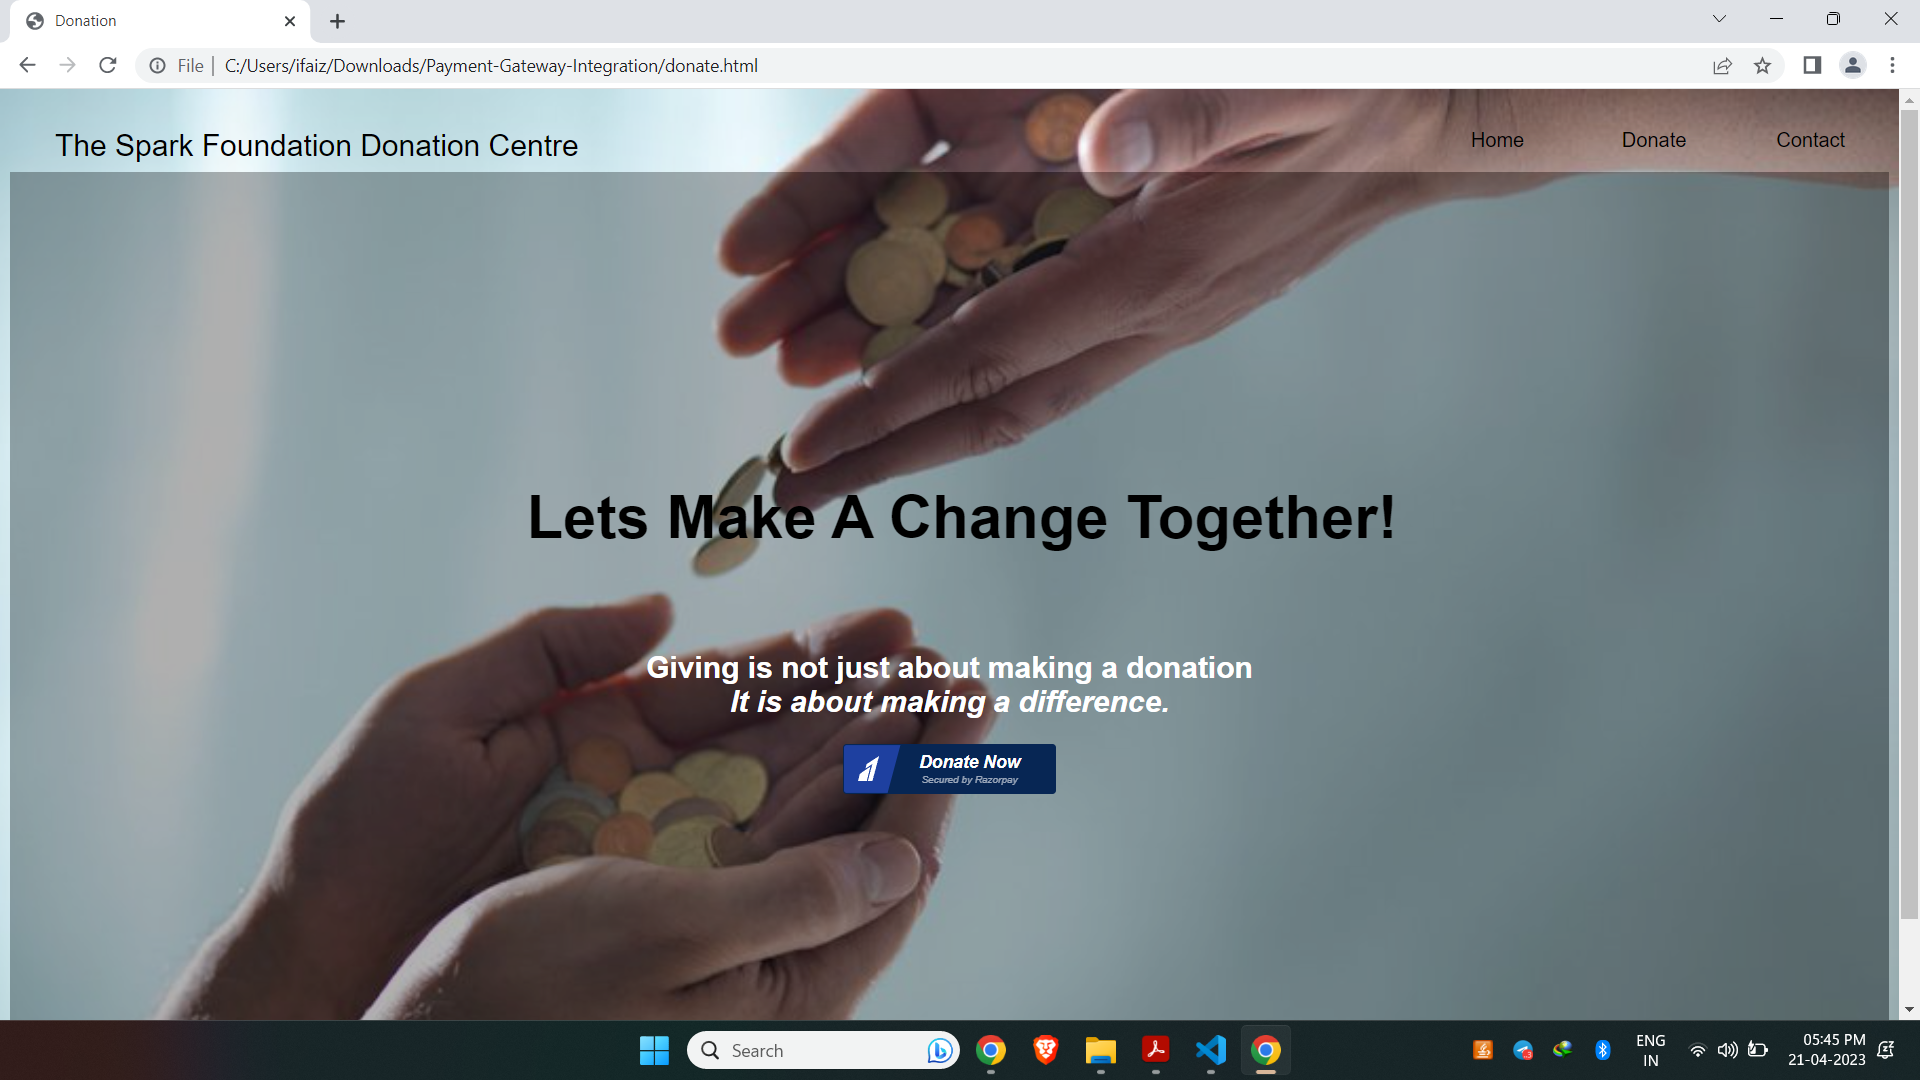 Donation
File
C:/Users/ifaiz/Downloads/Payment-Gateway-Integration/donate.html
The Spark Foundation Donation Centre
Home
Donate
Contact
Lets Make A Change Together!
Giving is not just about making a donation
It is about making a difference.
Donate Now
Secured by Razorpay
Search
ENG
IN
05:45 PM
21-04-2023